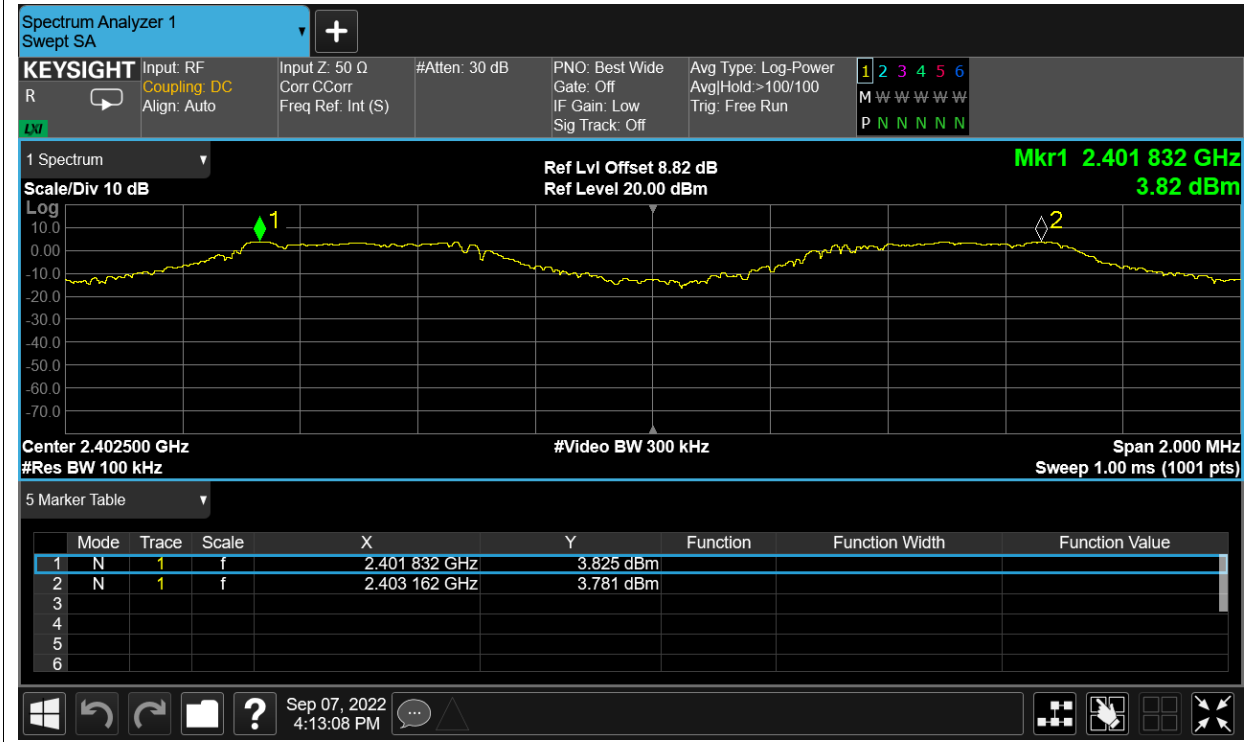 Spectrum Analyzer 1
Swept SA
+
KEYSIGHT Input: RF Input Z: 50 Ω #Atten: 30 dB PNO: Best Wide Avg Type: Log-Power 1 2 3 4 5 6
R Coupling: DC Corr CCorr Gate: Off Avg|Hold:>100/100 M W W W W W
Align: Auto Freq Ref: Int (S) IF Gain: Low Trig: Free Run
LXI Sig Track: Off P N N N N N
1 Spectrum Ref Lvl Offset 8.82 dB Mkr1 2.401 832 GHz
Scale/Div 10 dB Ref Level 20.00 dBm 3.82 dBm
Log
1 2
10.0
0.00
-10.0
-20.0
-30.0
-40.0
-50.0
-60.0
-70.0
Center 2.402500 GHz #Video BW 300 kHz Span 2.000 MHz
#Res BW 100 kHz Sweep 1.00 ms (1001 pts)
5 Marker Table
Mode Trace Scale X Y Function Function Width Function Value
1 N 1 f 2.401 832 GHz 3.825 dBm
2 N 1 f 2.403 162 GHz 3.781 dBm
3
4
5
6
? Sep 07, 2022
4:13:08 PM